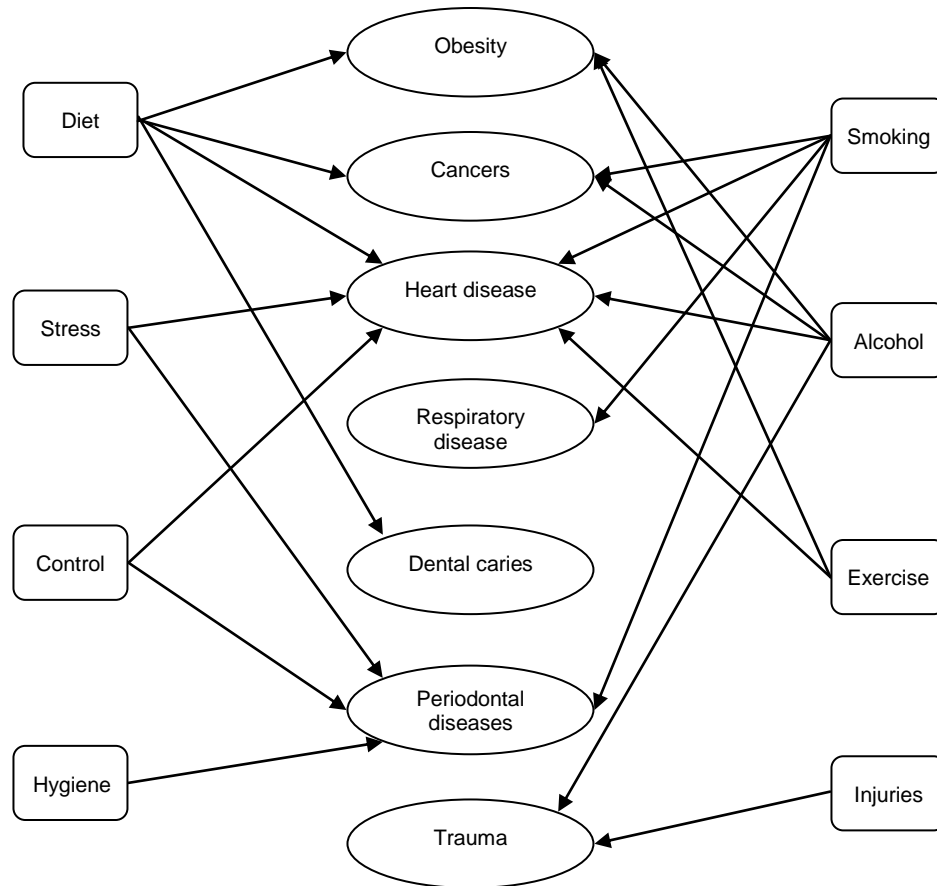 Obesity
Diet
Smoking
Cancers
Heart disease
Stress
Alcohol
Respiratory
disease
Control
Dental caries
Exercise
Periodontal
diseases
Hygiene
Injuries
Trauma